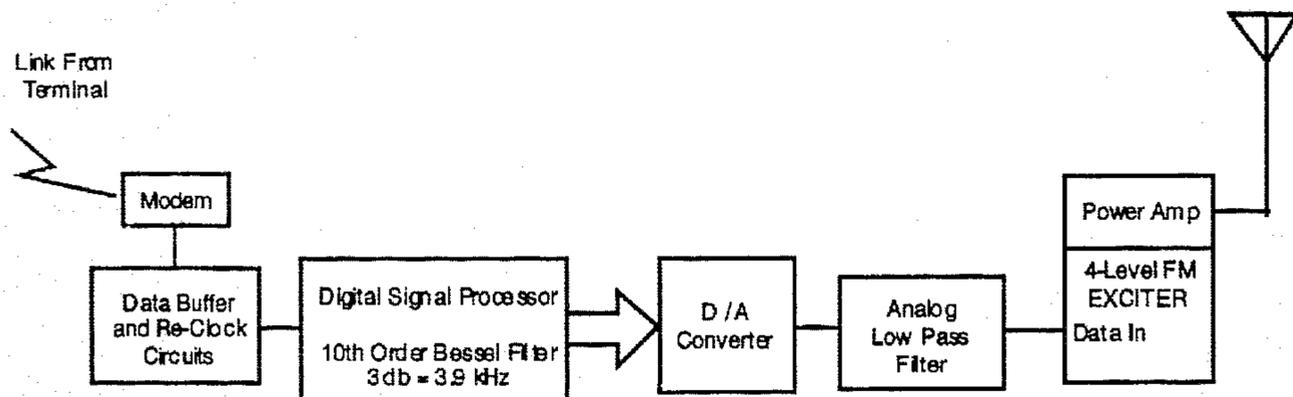 Link From
Terminal
Modem
Data Buffer
and Re-Clock
Circuits
Digital Signal Processor
10th Order Bessel Filter
3db = 3.9 kHz
D /A
Converter
Analog
Low Pass
Filter
Power Amp
4-Level FM
EXCITER
Data In